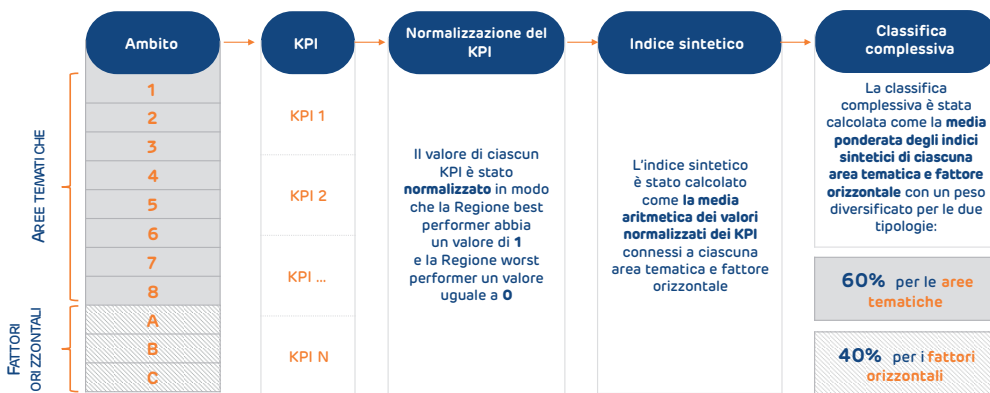 Ambito
KPI
Normalizzazione del
KPI
Indice sintetico
Classifica
complessiva
AREE TEMATICHE
1
2
3
4
5
6
7
8
FATTORI
ORIZZONTALI
A
B
C
KPI 1
KPI 2
KPI ...
KPI N
Il valore di ciascun
KPI è stato
normalizzato in modo
che la Regione best
performer abbia
un valore di 1
e la Regione worst
performer un valore
uguale a 0
L'indice sintetico
è stato calcolato
come la media
aritmetica dei valori
normalizzati dei KPI
connessi a ciascuna
area tematica e fattore
orizzontale
La classifica
complessiva è stata
calcolata come la media
ponderata degli indici
sintetici di ciascuna
area tematica e fattore
orizzontale con un peso
diversificato per le due
tipologie:
60% per le aree
tematiche
40% per i fattori
orizzontali